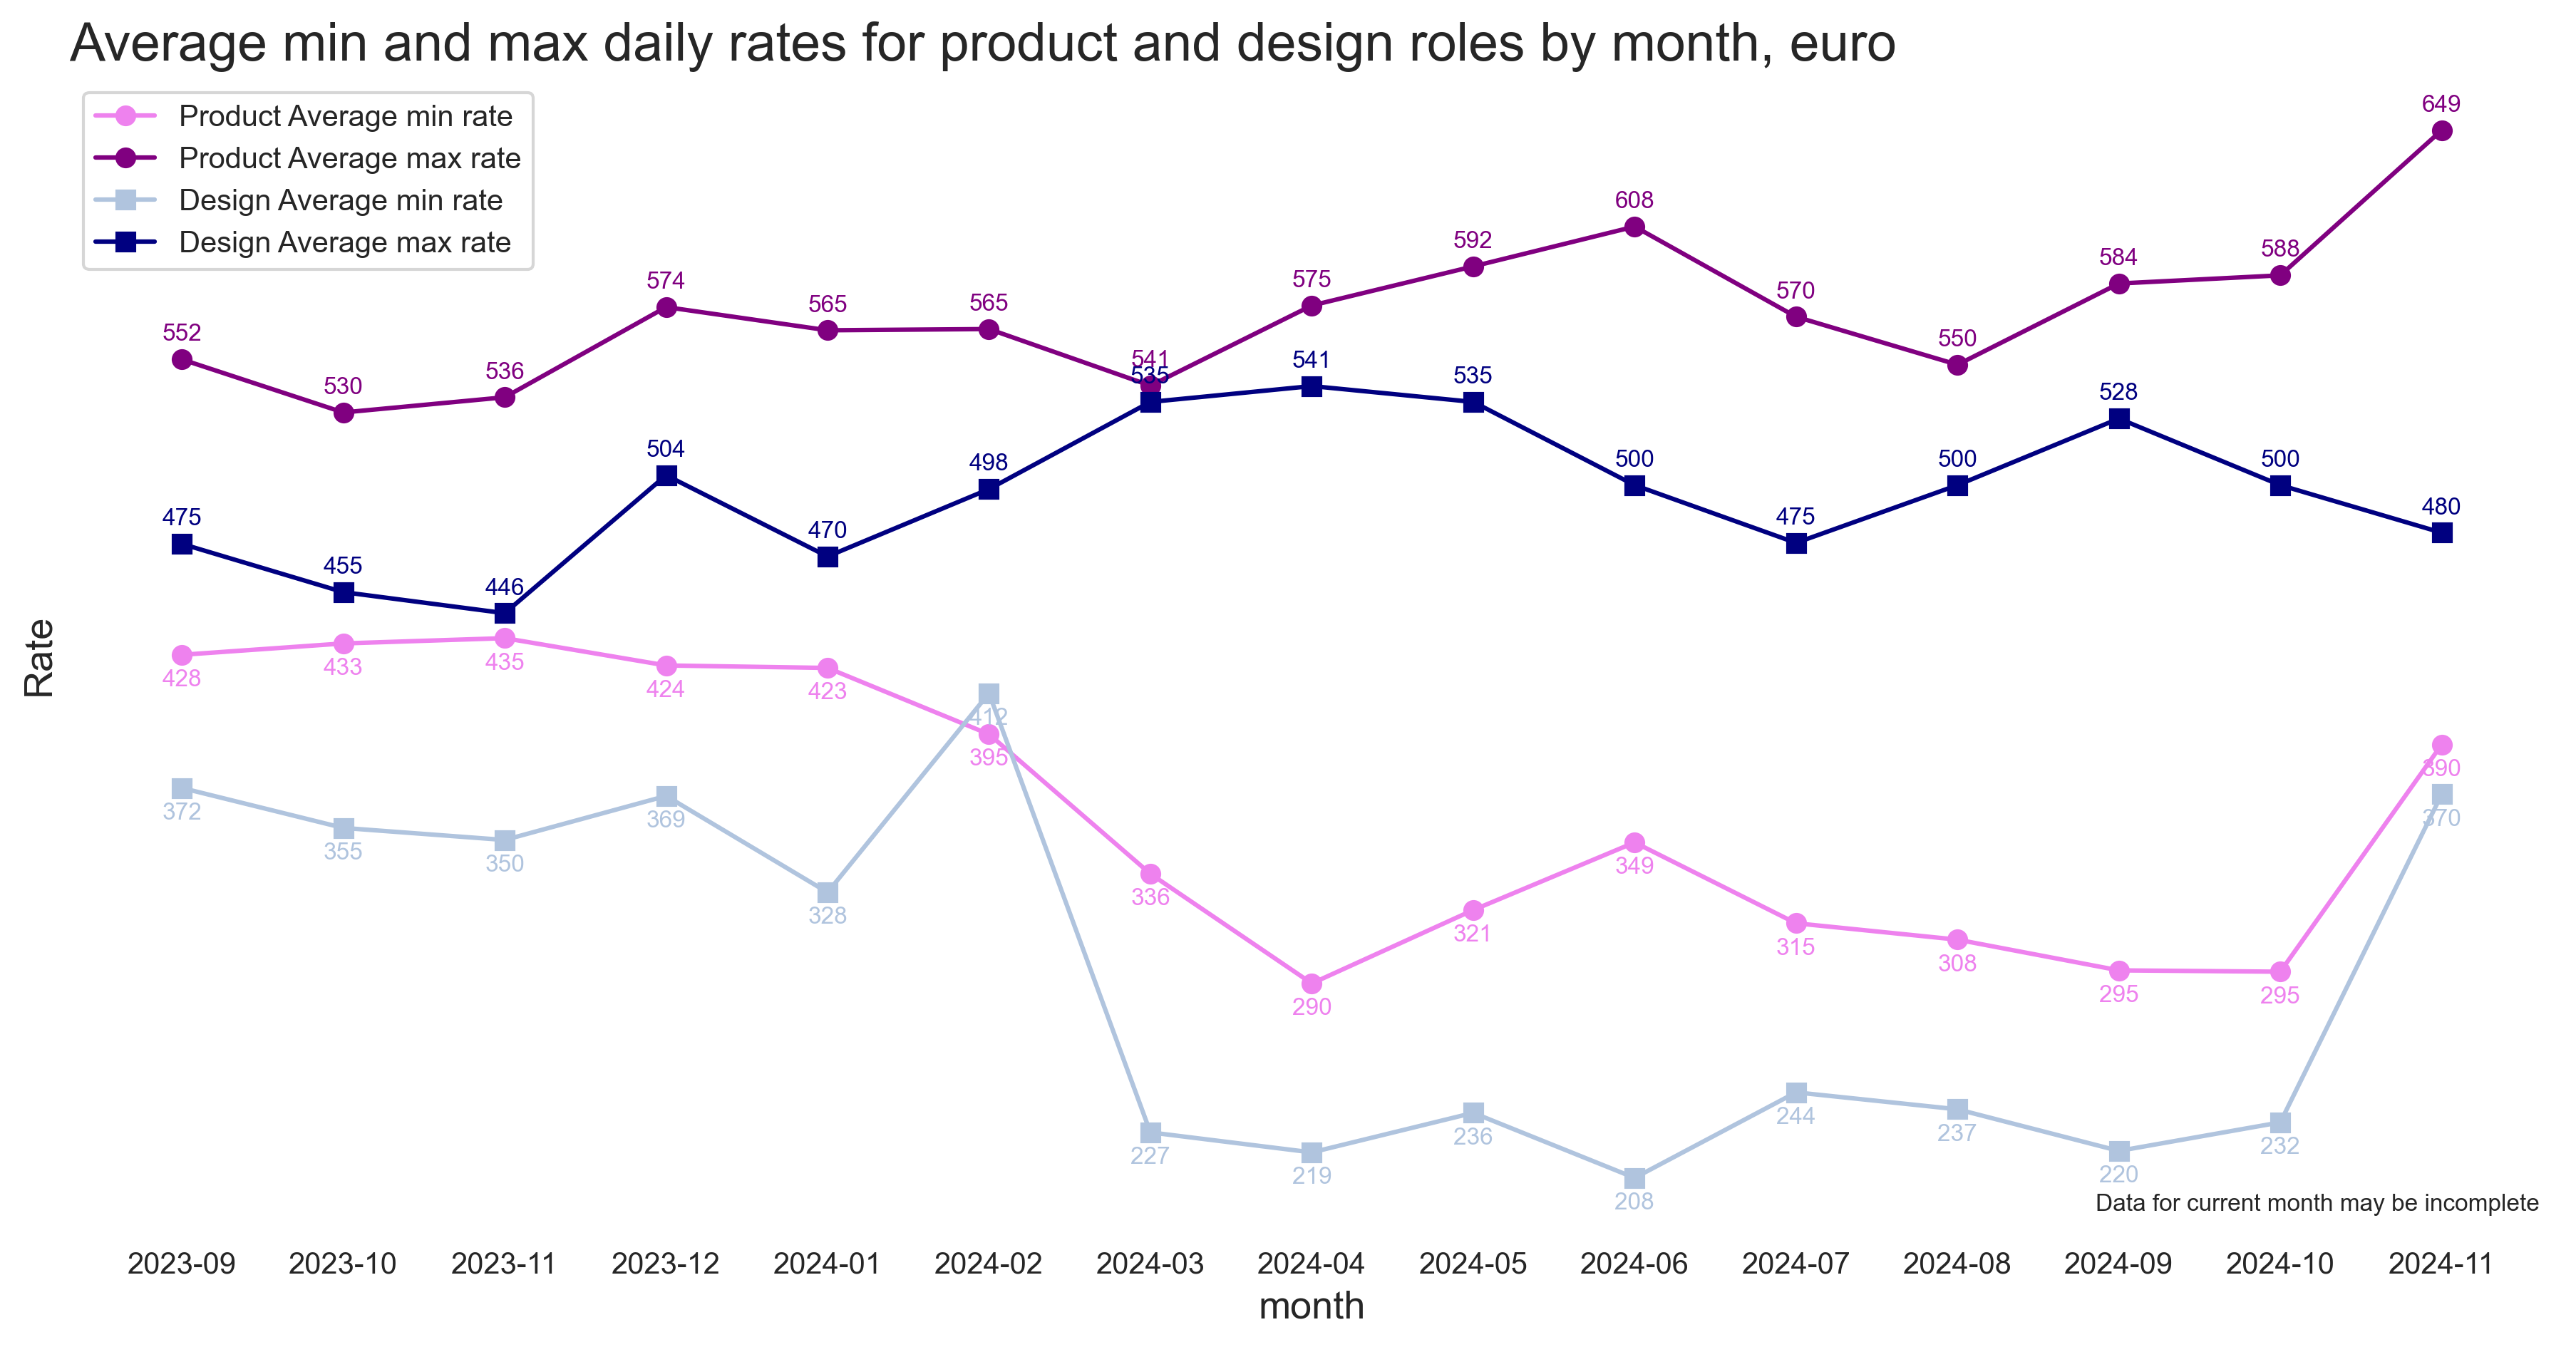 Average min and max daily rates for product and design roles by month, euro
Product Average min rate
Product Average max rate
Design Average min rate
Design Average max rate
Rate
552 530 536 574 565 565 541 575 592 608 570 550 584 588 649
475 455 446 504 470 498 535 541 535 500 475 500 528 500 480
428 433 435 424 423 395 336 290 321 349 315 308 295 295 390
372 355 350 369 328 412 227 219 236 208 244 237 220 232 370
Data for current month may be incomplete
2023-09 2023-10 2023-11 2023-12 2024-01 2024-02 2024-03 2024-04 2024-05 2024-06 2024-07 2024-08 2024-09 2024-10 2024-11
month